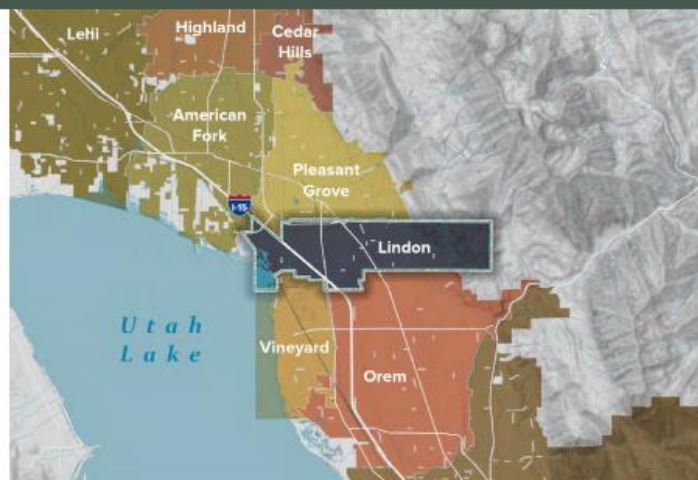 Lehi
Highland
Cedar
Hills
American
Fork
Pleasant
Grove
I-15
Lindon
Utah
Lake
Vineyard
Orem